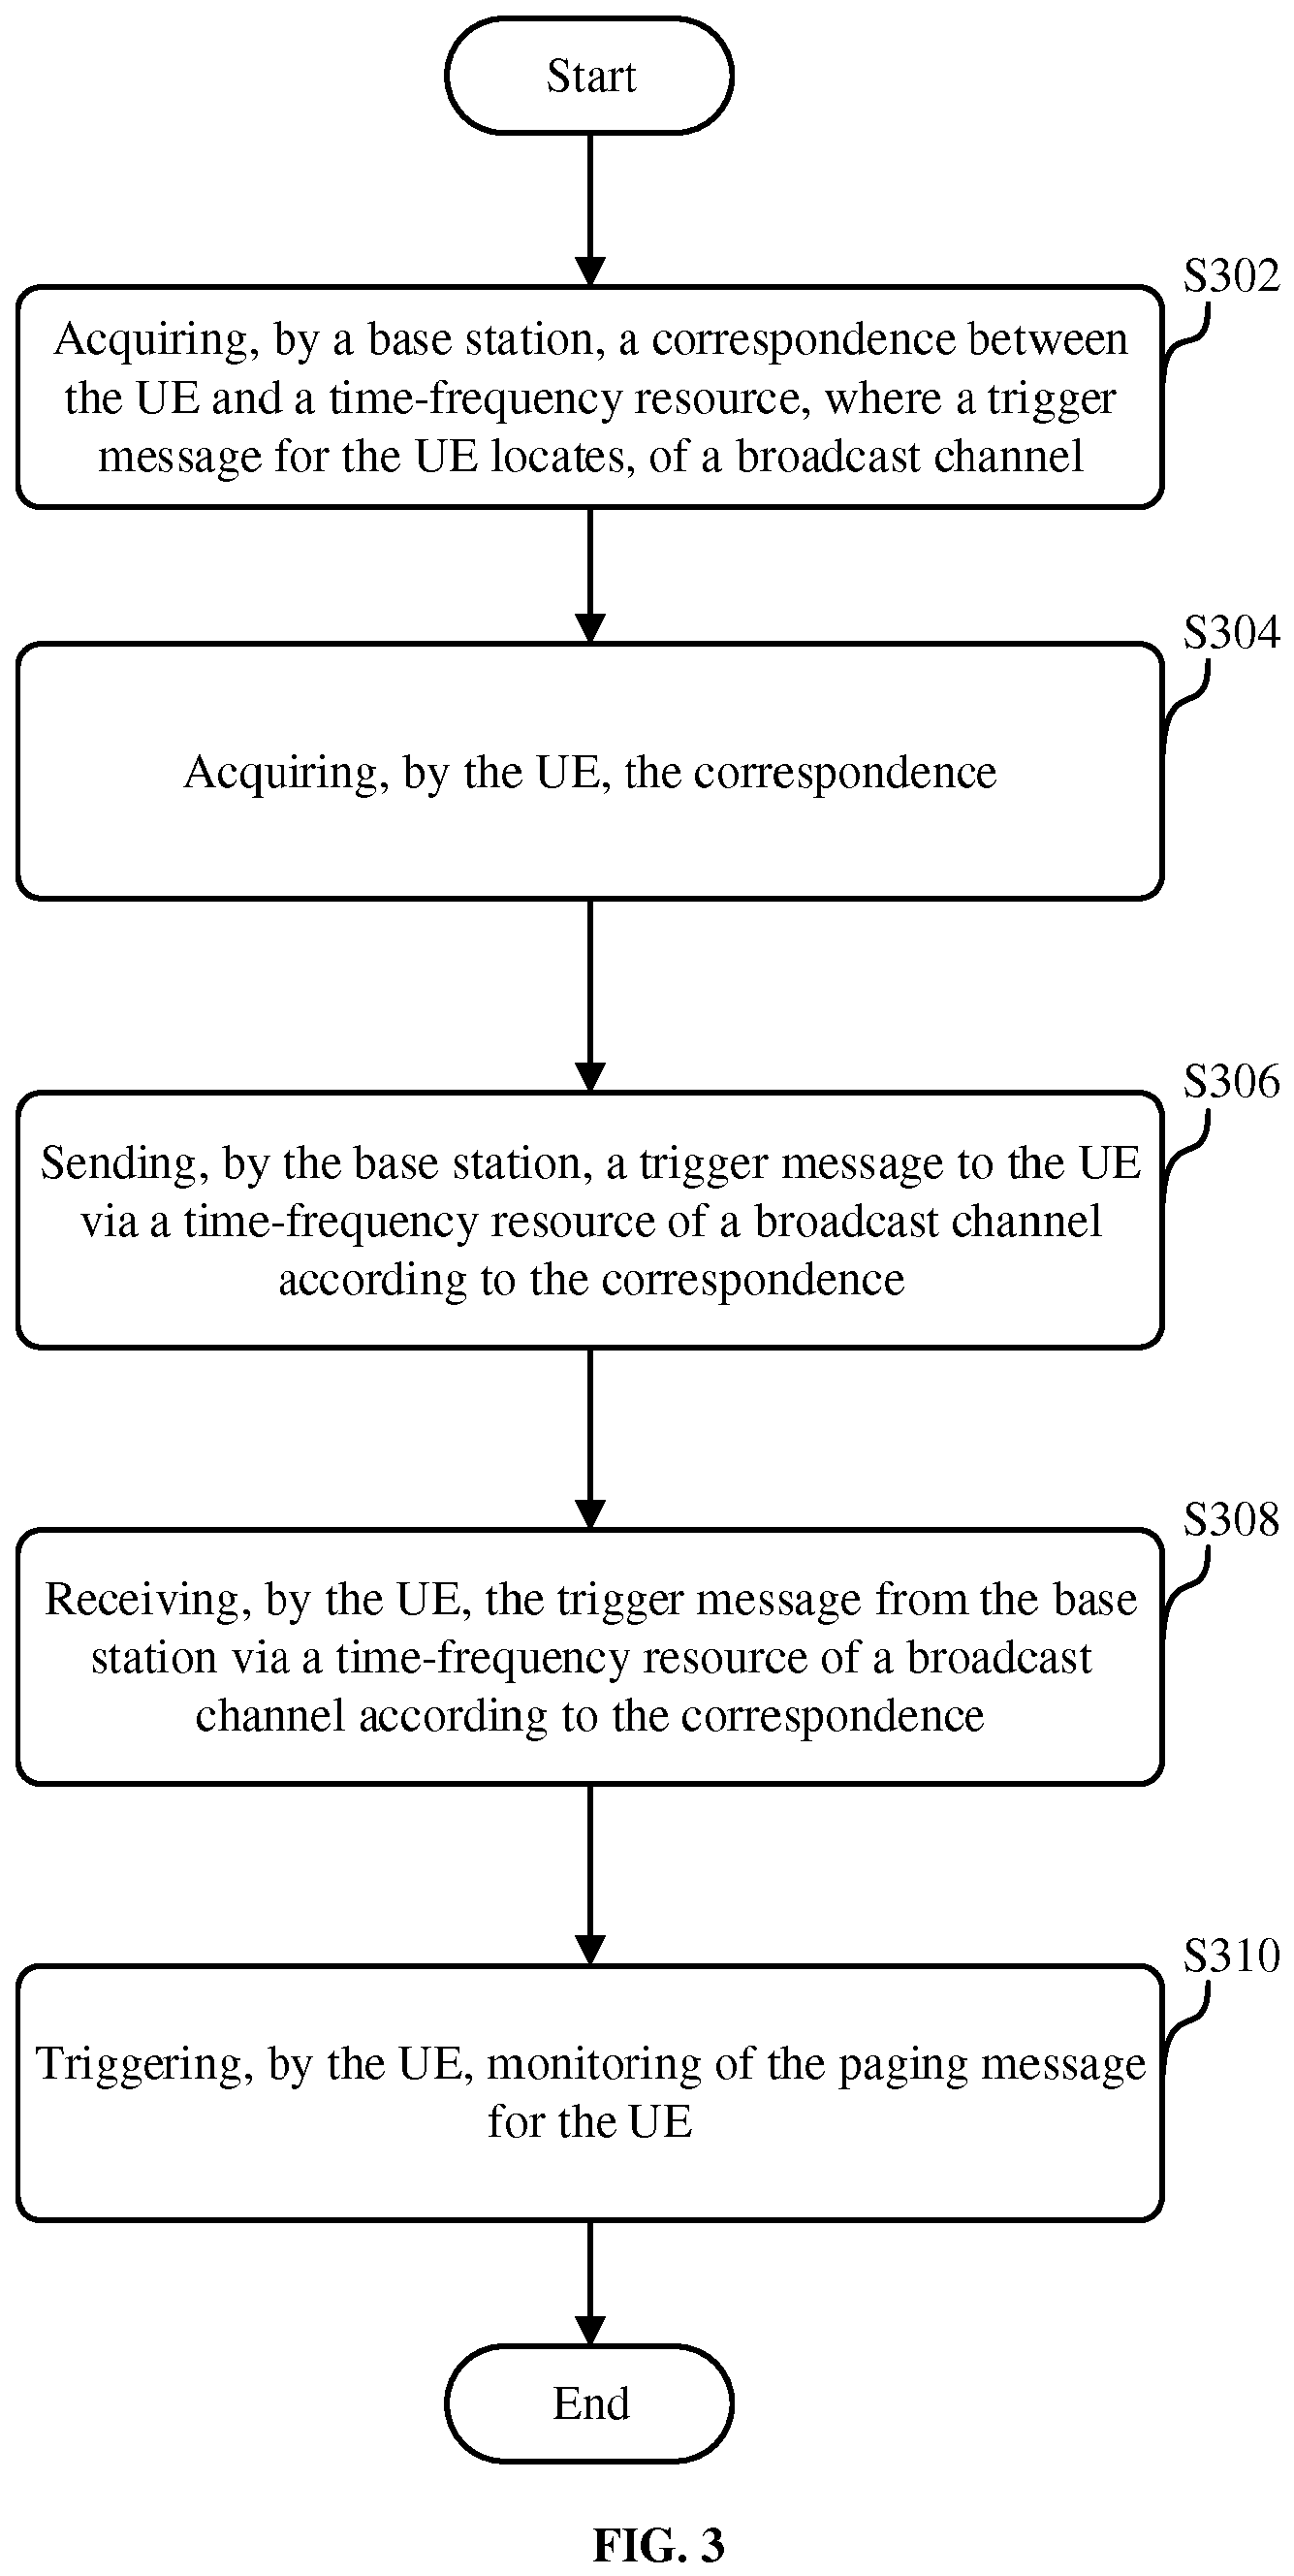 Start
S302
Acquiring, by a base station, a correspondence between
the UE and a time-frequency resource, where a trigger
message for the UE locates, of a broadcast channel
S304
Acquiring, by the UE, the correspondence
S306
Sending, by the base station, a trigger message to the UE
via a time-frequency resource of a broadcast channel
according to the correspondence
S308
Receiving, by the UE, the trigger message from the base
station via a time-frequency resource of a broadcast
channel according to the correspondence
S310
Triggering, by the UE, monitoring of the paging message
for the UE
End
FIG. 3